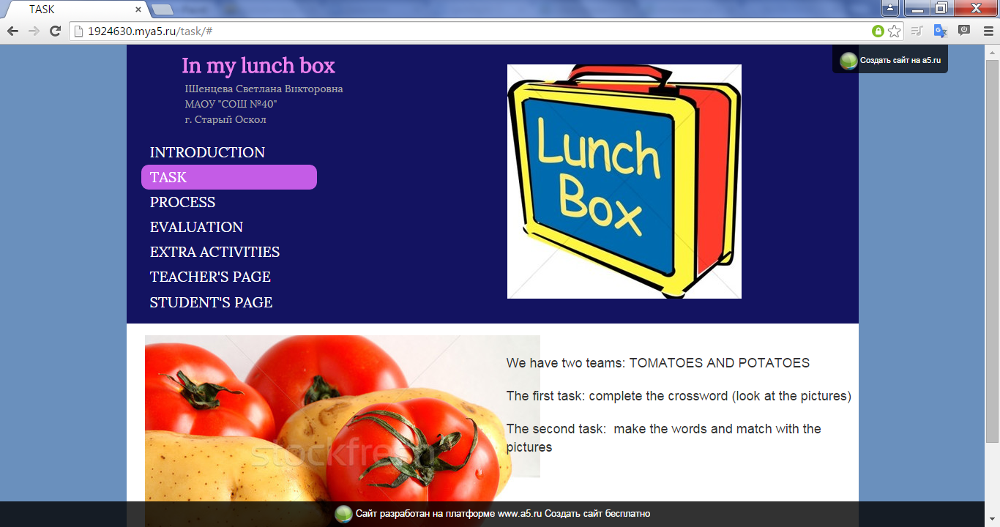 TASK
1924630.mya5.ru/task/#
Создать сайт на a5.ru
In my lunch box
IШенцева Светлана Викторовна
МАОУ "СОШ №40"
г. Старый Оскол
INTRODUCTION
TASK
PROCESS
EVALUATION
EXTRA ACTIVITIES
TEACHER'S PAGE
STUDENT'S PAGE
Lunch
Box
We have two teams: TOMATOES AND POTATOES
The first task: complete the crossword (look at the pictures)
The second task:  make the words and match with the
pictures
stockfresh
Сайт разработан на платформе www.a5.ru Создать сайт бесплатно